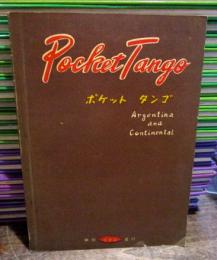 Pocket Tango
ポケット タンゴ
Argentina
and
Continental